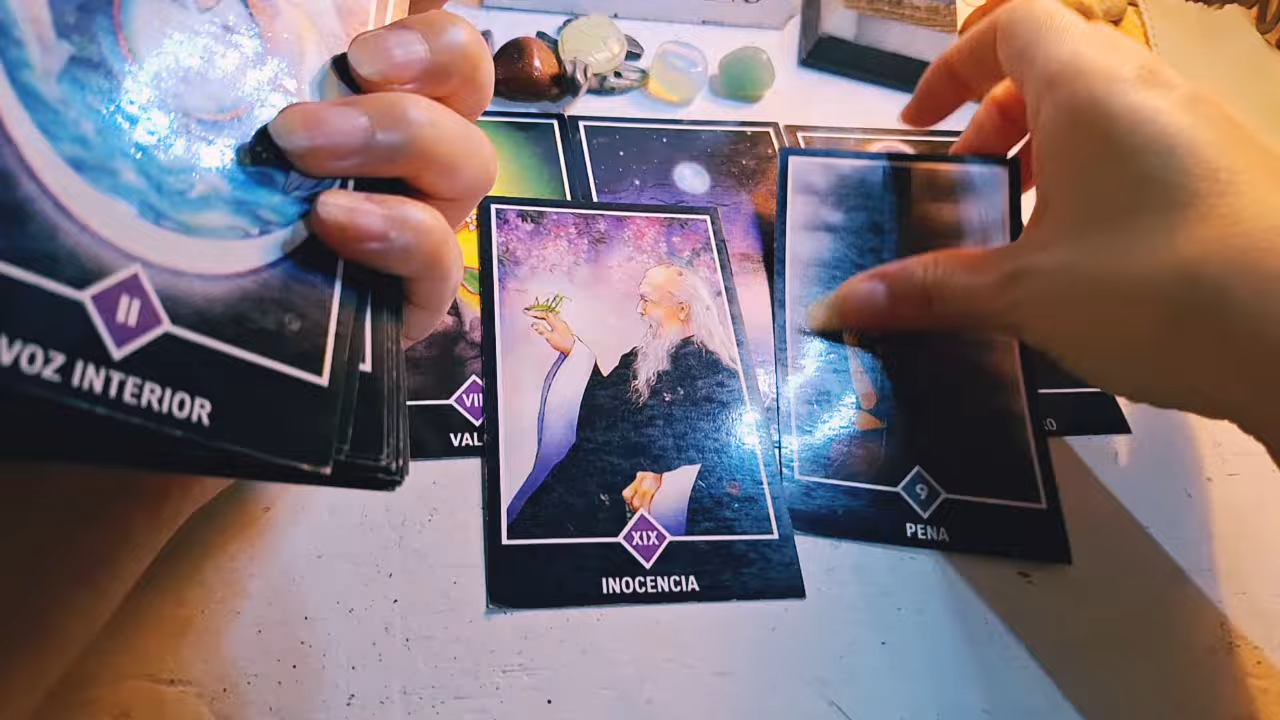 II
VOZ INTERIOR
XIX
INOCENCIA
9
PENA